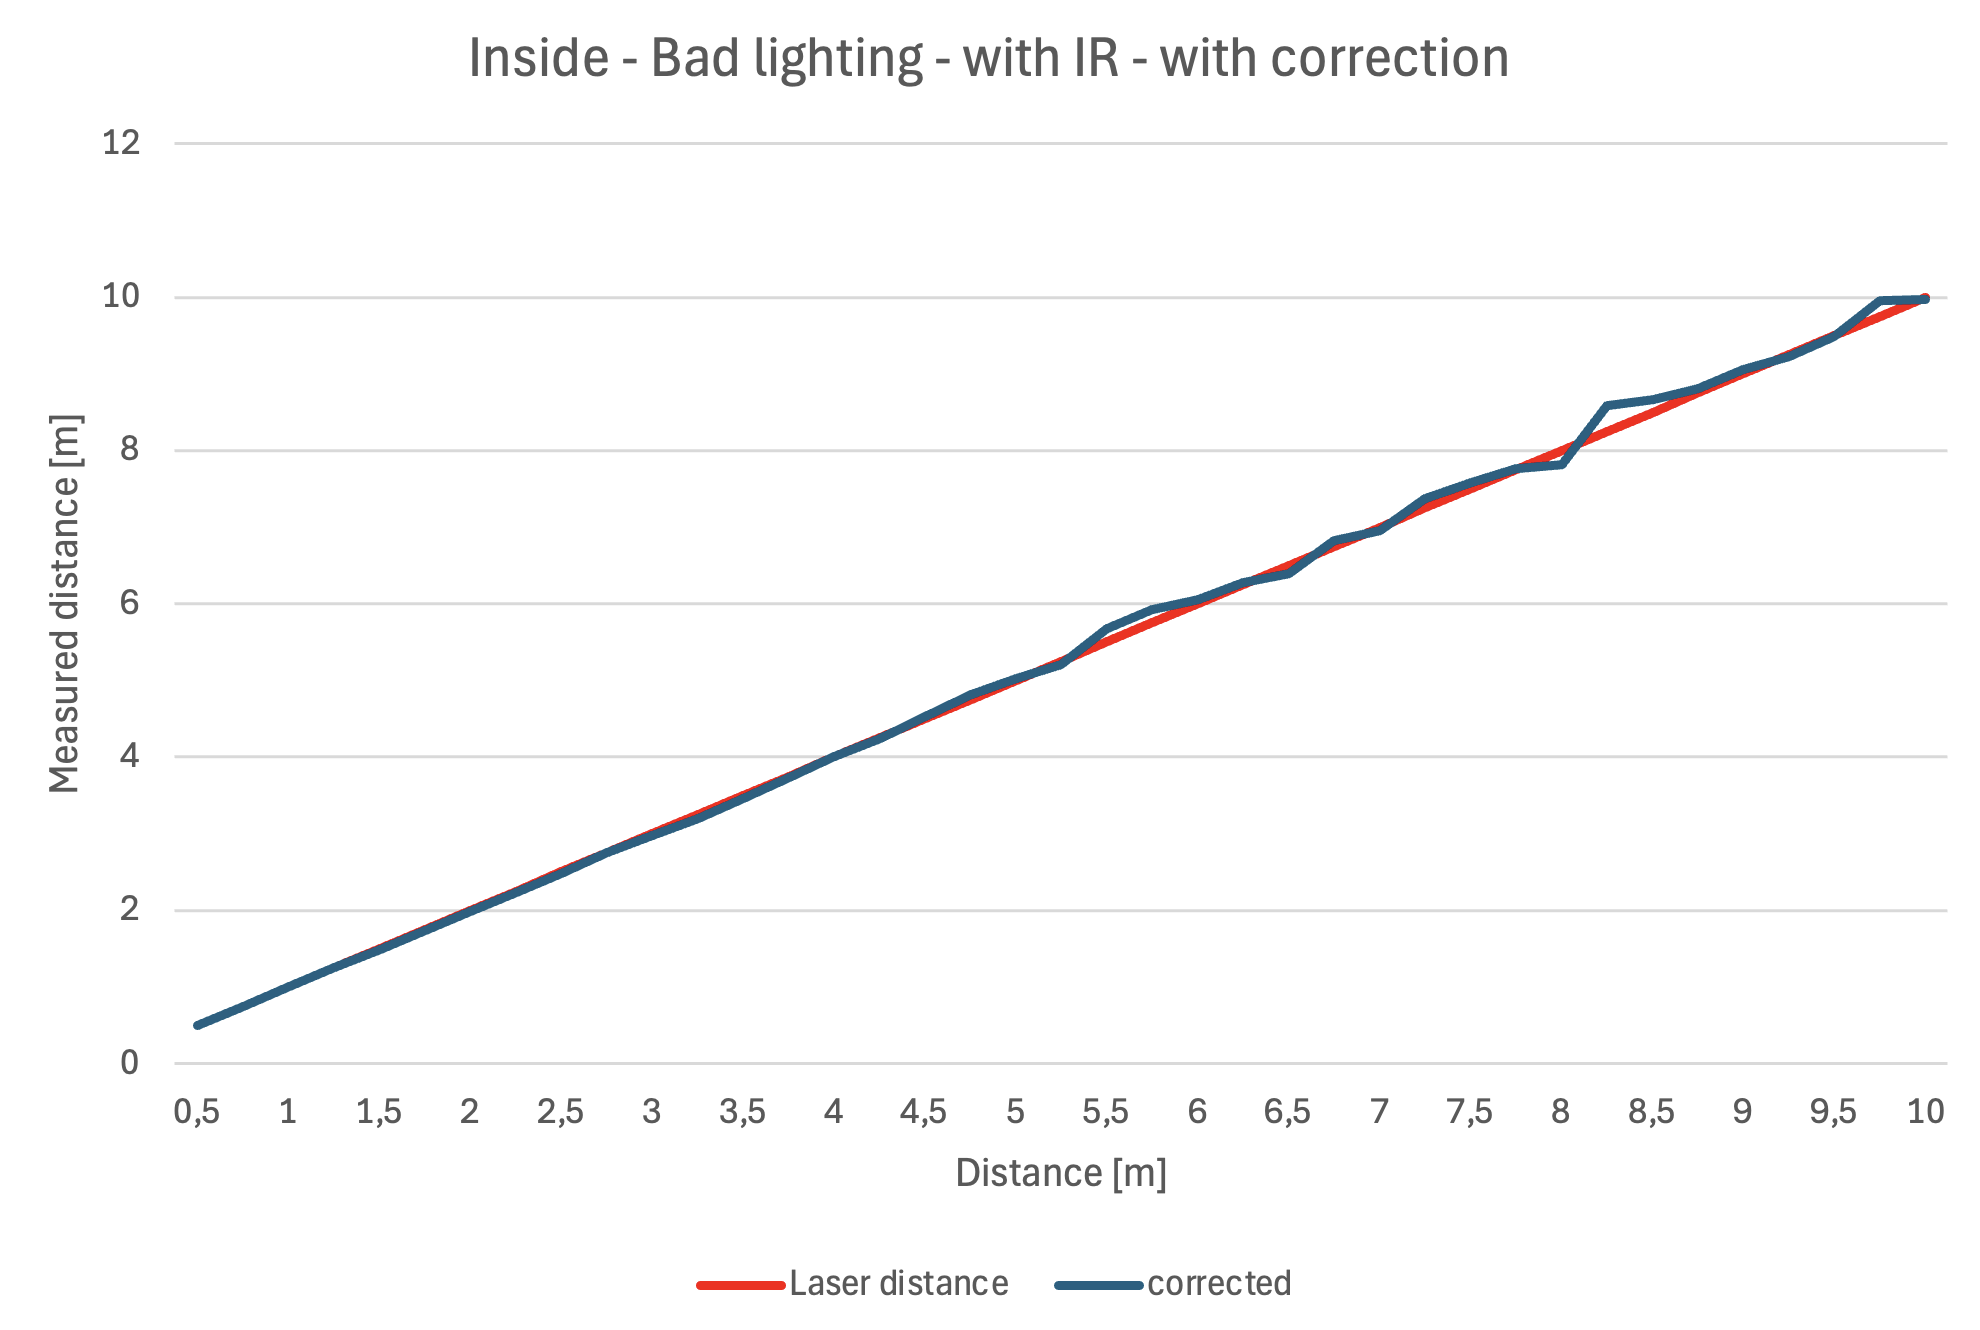 Inside - Bad lighting - with IR - with correction
12
10
8
6
4
2
0
Measured distance [m]
0,5 1 1,5 2 2,5 3 3,5 4 4,5 5 5,5 6 6,5 7 7,5 8 8,5 9 9,5 10
Distance [m]
Laser distance corrected